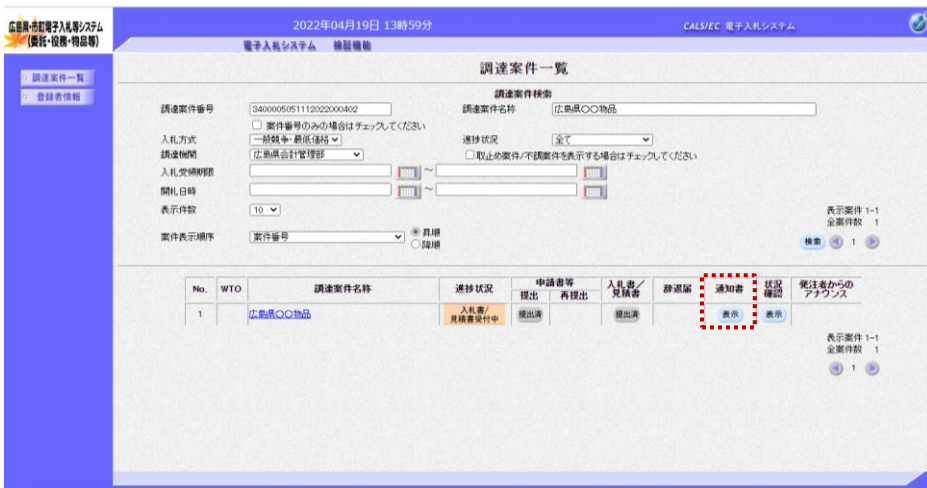 広島県・市町電子入札等システム
(委託・役務・物品等)
2022年04月19日 13時59分
CALS/EC 電子入札システム
電子入札システム 検証機能
調達案件一覧
登録者情報
調達案件一覧
調達案件検索
調達案件番号 3400005051112022000402 調達案件名称 広島県〇〇物品
案件番号のみの場合はチェックしてください
入札方式 一般競争・最低価格 進捗状況 全て
調達機関 広島県会計管理部 取止め案件/不調案件を表示する場合はチェックしてください
入札受領期限 ～
開札日時 ～
表示件数 10
表示案件 1-1
全案件数 1
案件表示順序 案件番号 昇順
降順
検索 1
No. WTO 調達案件名称 進捗状況 申請書等 入札書/見積書 辞退届 通知書 状況確認 発注者からのアナウンス
提出 再提出
1 広島県〇〇物品 入札書/見積書受付中 提出済 提出済 表示 表示
表示案件 1-1
全案件数 1
1